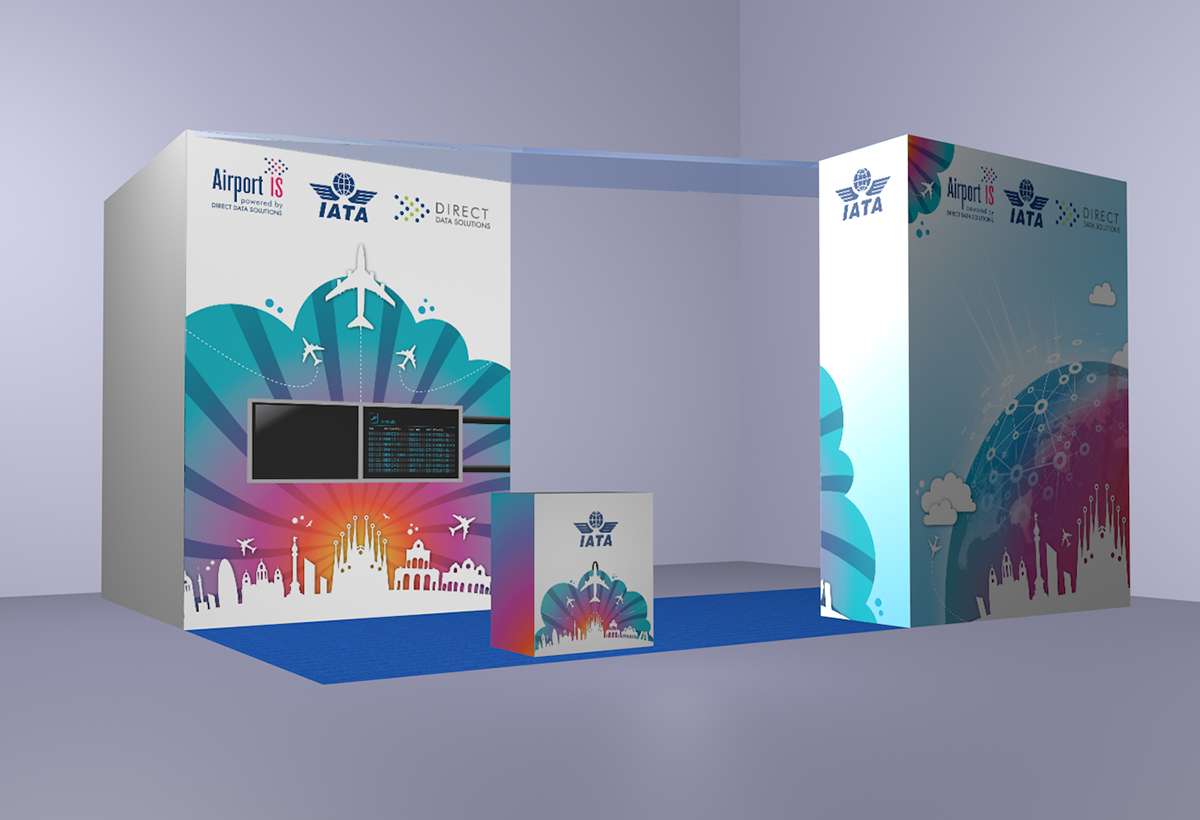 Airport IS
powered by
DIRECT DATA SOLUTIONS
IATA
DIRECT
DATA SOLUTIONS
IATA
Airport IS
powered by
DIRECT DATA SOLUTIONS
IATA
DIRECT
DATA SOLUTIONS
IATA